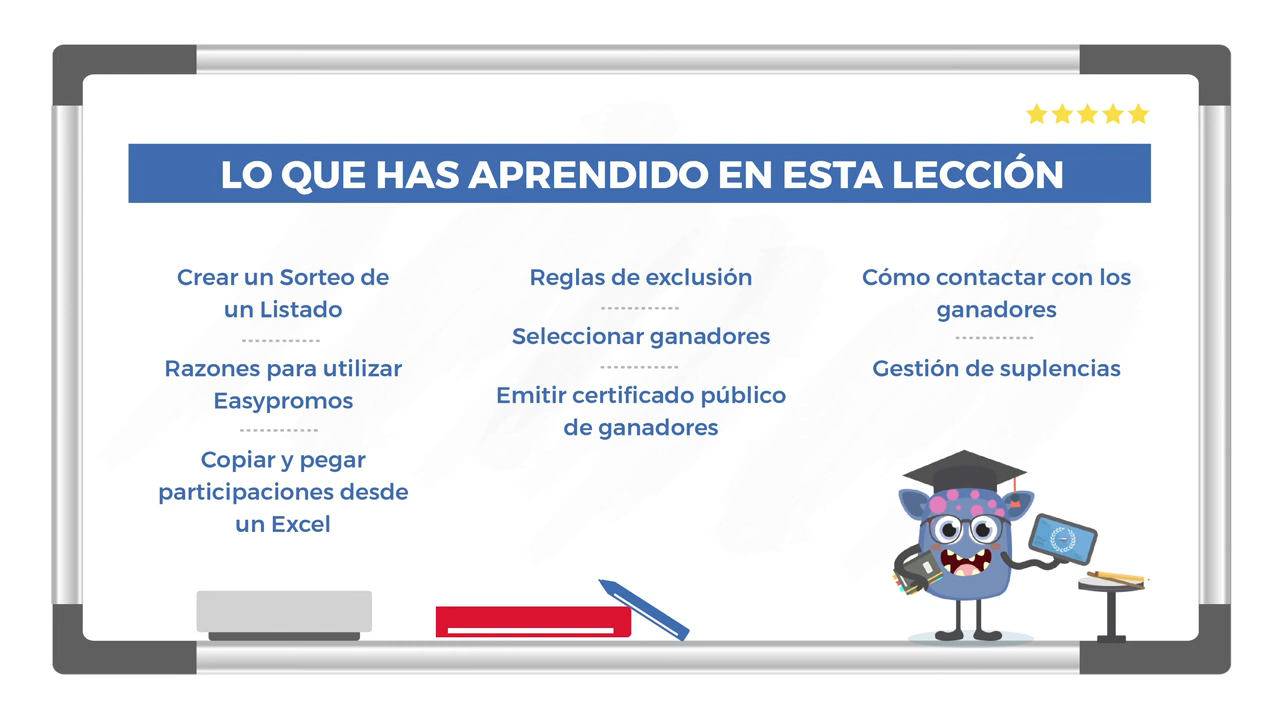 LO QUE HAS APRENDIDO EN ESTA LECCIÓN
Crear un Sorteo de
un Listado
Razones para utilizar
Easypromos
Copiar y pegar
participaciones desde
un Excel
Reglas de exclusión
Seleccionar ganadores
Emitir certificado público
de ganadores
Cómo contactar con los
ganadores
Gestión de suplencias